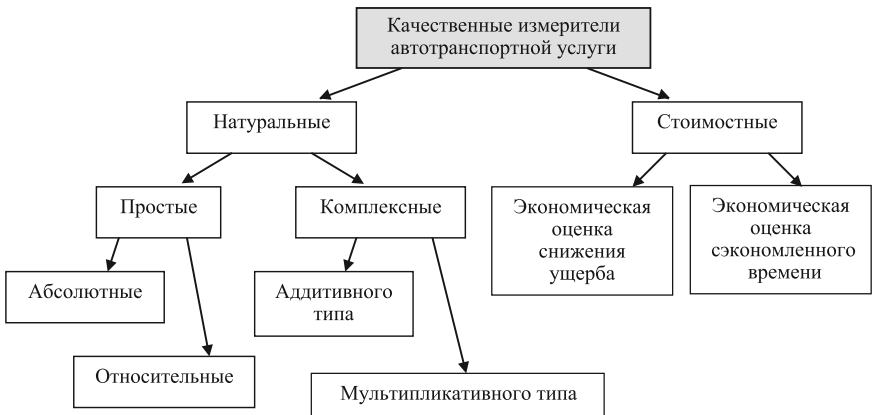 Качественные измерители
автотранспортной услуги
Натуральные
Стоимостные
Простые
Комплексные
Экономическая
оценка
снижения
ущерба
Экономическая
оценка
сэкономленного
времени
Абсолютные
Аддитивного
типа
Относительные
Мультипликативного типа